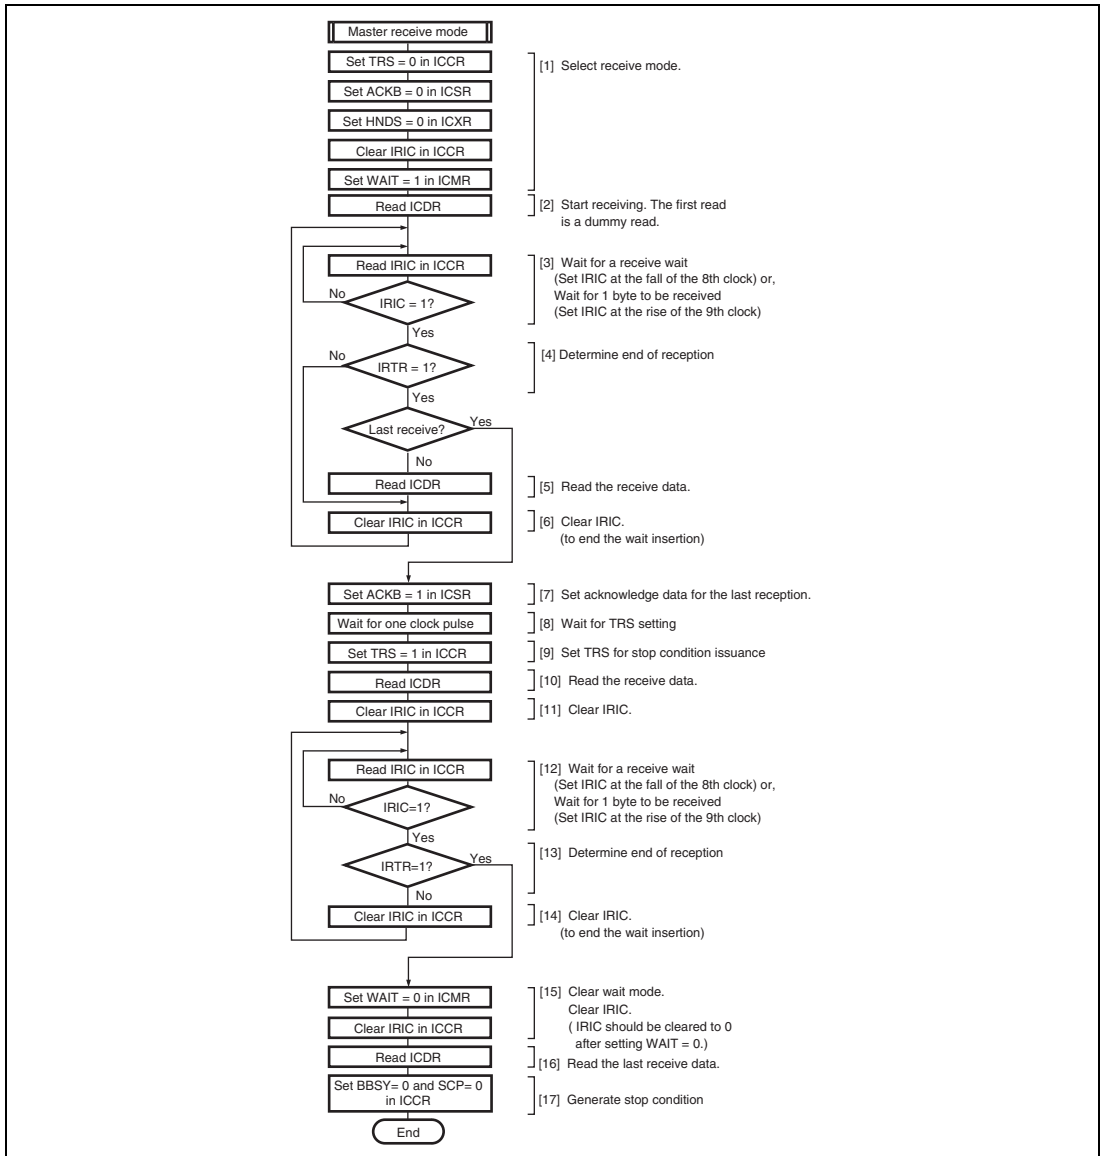 Master receive mode
Set TRS = 0 in ICCR
[1] Select receive mode.
Set ACKB = 0 in ICSR
Set HNDS = 0 in ICXR
Clear IRIC in ICCR
Set WAIT = 1 in ICMR
Read ICDR
[2] Start receiving. The first read
is a dummy read.
Read IRIC in ICCR
[3] Wait for a receive wait
(Set IRIC at the fall of the 8th clock) or,
Wait for 1 byte to be received
(Set IRIC at the rise of the 9th clock)
No
IRIC = 1?
Yes
No
IRTR = 1?
[4] Determine end of reception
Yes
Last receive?
Yes
No
Read ICDR
[5] Read the receive data.
Clear IRIC in ICCR
[6] Clear IRIC.
(to end the wait insertion)
Set ACKB = 1 in ICSR
[7] Set acknowledge data for the last reception.
Wait for one clock pulse
[8] Wait for TRS setting
Set TRS = 1 in ICCR
[9] Set TRS for stop condition issuance
Read ICDR
[10] Read the receive data.
Clear IRIC in ICCR
[11] Clear IRIC.
Read IRIC in ICCR
[12] Wait for a receive wait
(Set IRIC at the fall of the 8th clock) or,
Wait for 1 byte to be received
(Set IRIC at the rise of the 9th clock)
No
IRIC=1?
Yes
IRTR=1?
Yes
[13] Determine end of reception
No
Clear IRIC in ICCR
[14] Clear IRIC.
(to end the wait insertion)
Set WAIT = 0 in ICMR
[15] Clear wait mode.
Clear IRIC.
( IRIC should be cleared to 0
after setting WAIT = 0.)
Clear IRIC in ICCR
Read ICDR
[16] Read the last receive data.
Set BBSY= 0 and SCP= 0
in ICCR
[17] Generate stop condition
End